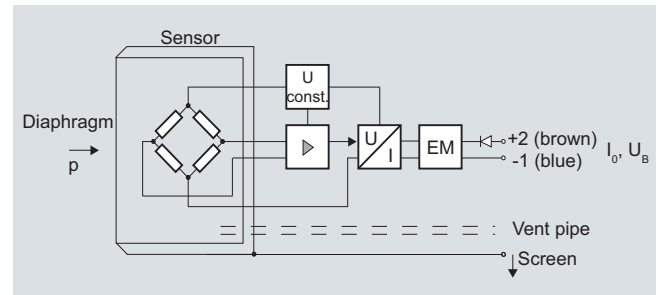 Sensor
U
const.
Diaphragm
p
U
I
EM
+2 (brown)
-1 (blue)
I0, UB
Vent pipe
Screen